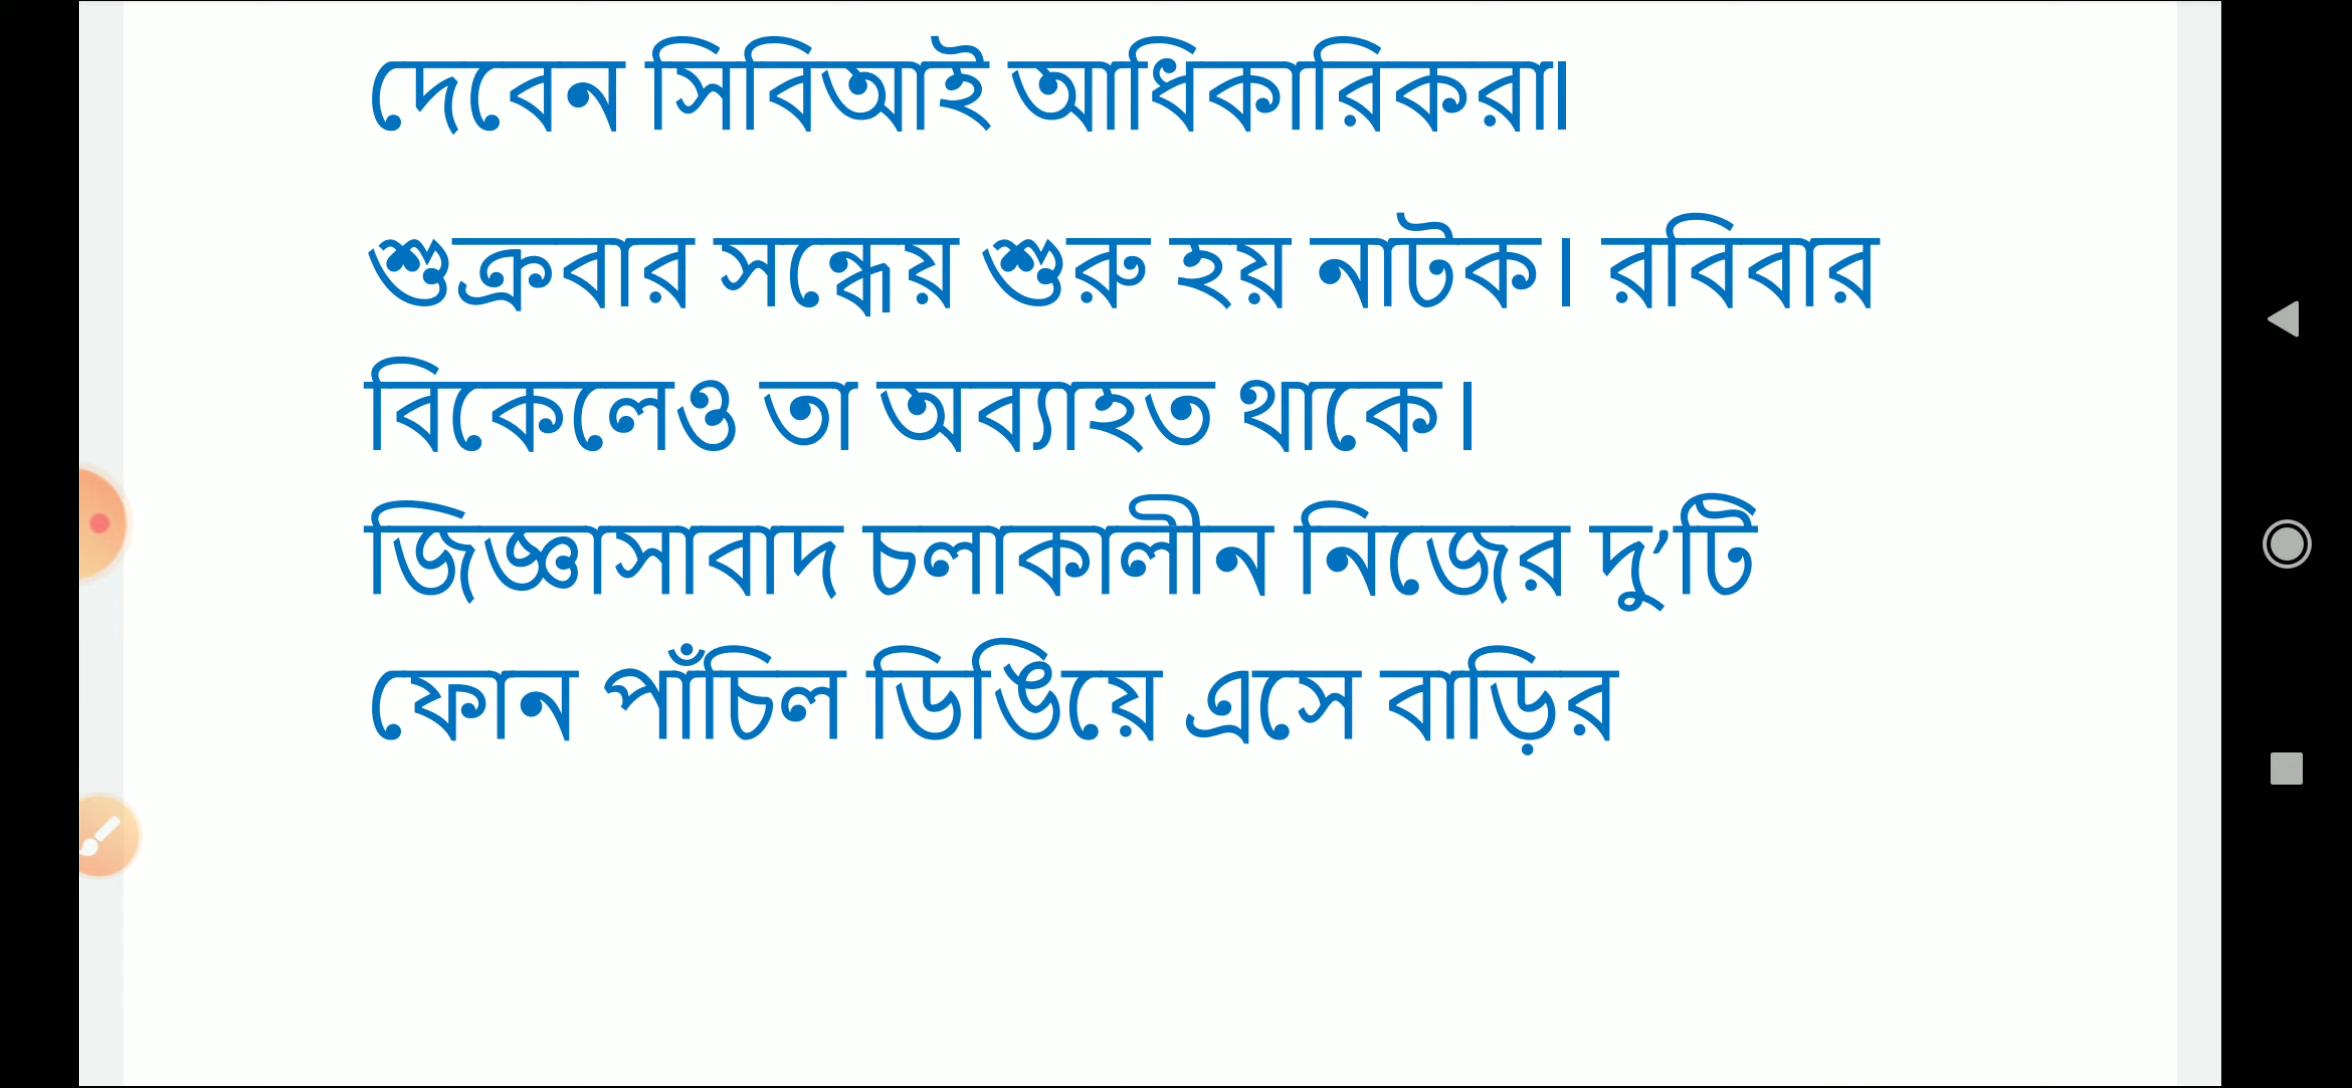 দেবেন সিবিআই আধিকারিকরা।
শুক্রবার সন্ধেয় শুরু হয় নাটক। রবিবার
বিকেলেও তা অব্যাহত থাকে।
জিজ্ঞাসাবাদ চলাকালীন নিজের দু’টি
ফোন পাঁচিল ডিঙিয়ে এসে বাড়ির